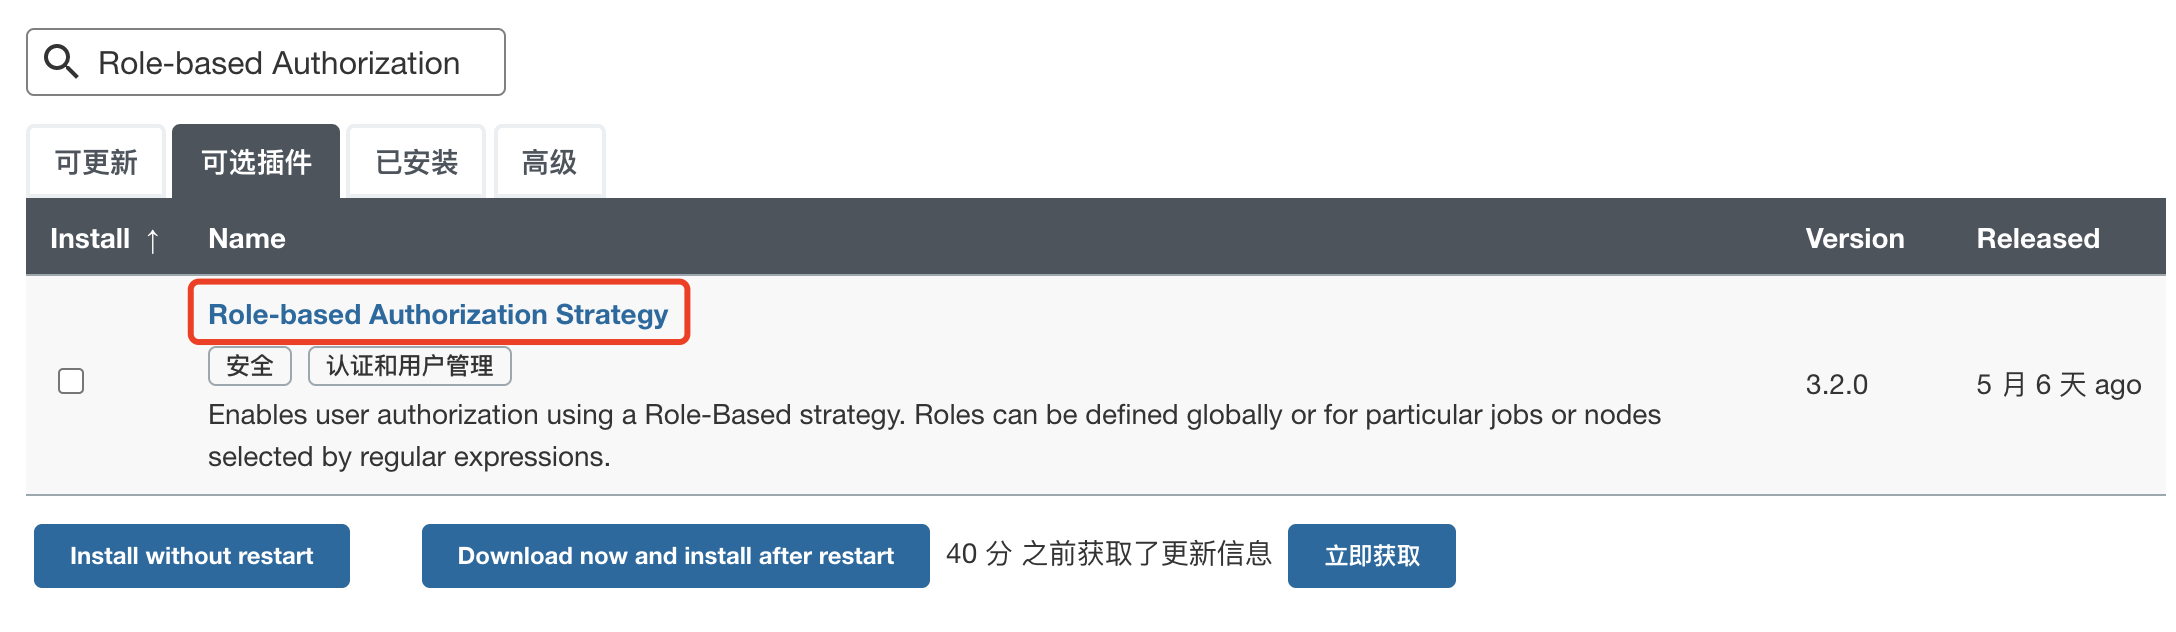 Role-based Authorization
可更新 可选插件 已安装 高级
Install ↑ Name Version Released
Role-based Authorization Strategy
安全 认证和用户管理
Enables user authorization using a Role-Based strategy. Roles can be defined globally or for particular jobs or nodes
selected by regular expressions.
3.2.0 5 月 6 天 ago
Install without restart Download now and install after restart 40 分 之前获取了更新信息 立即获取